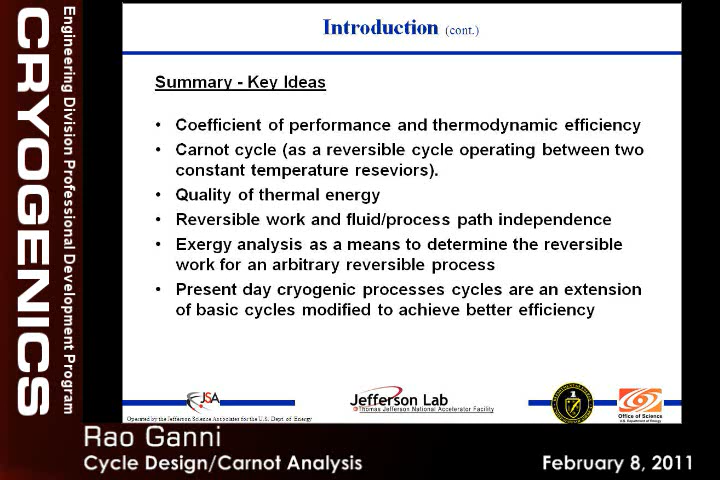 Engineering Division Professional Development Program
CRYOGENICS
Introduction (cont.)
Summary - Key Ideas
• Coefficient of performance and thermodynamic efficiency
• Carnot cycle (as a reversible cycle operating between two
constant temperature reseviors).
• Quality of thermal energy
• Reversible work and fluid/process path independence
• Exergy analysis as a means to determine the reversible
work for an arbitrary reversible process
• Present day cryogenic processes cycles are an extension
of basic cycles modified to achieve better efficiency
JSA
Jefferson Lab
Thomas Jefferson National Accelerator Facility
Office of Science
U.S. Department of Energy
Operated by the Jefferson Science Associates for the U.S. Dept. of Energy
Rao Ganni
Cycle Design/Carnot Analysis
February 8, 2011